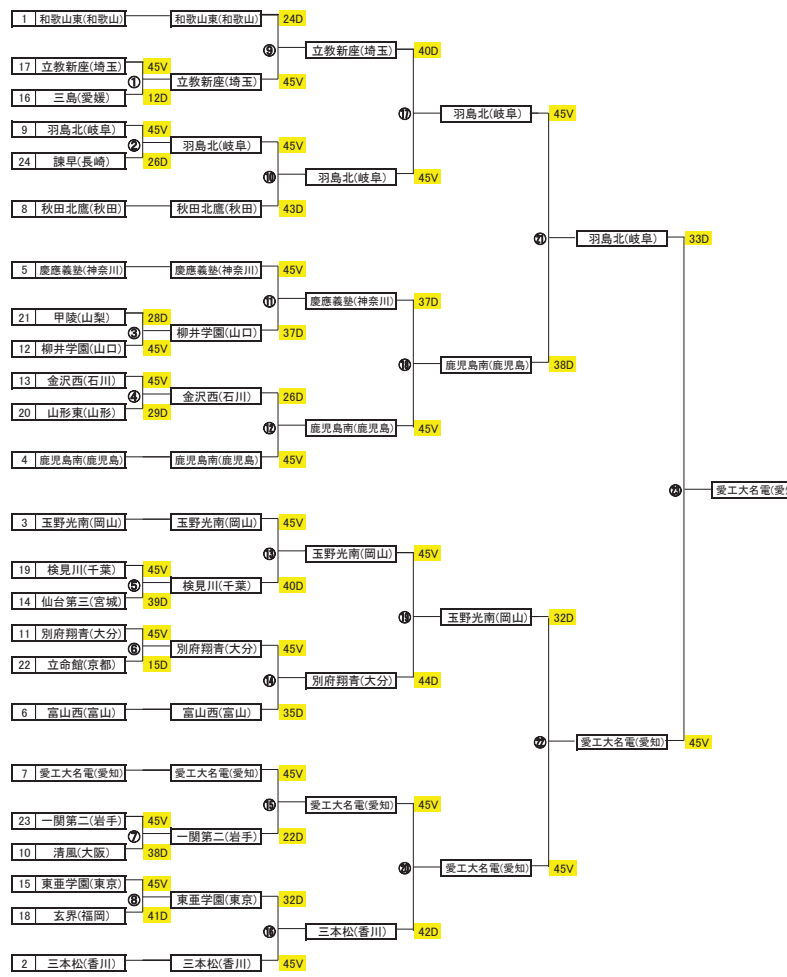 1 和歌山東(和歌山) 和歌山東(和歌山) 24D
⑨ 立教新座(埼玉) 40D
17 立教新座(埼玉) 45V
① 立教新座(埼玉) 45V
16 三島(愛媛) 12D
⑰ 羽島北(岐阜) 45V
9 羽島北(岐阜) 45V
② 羽島北(岐阜) 45V
24 諫早(長崎) 26D
⑩ 羽島北(岐阜) 45V
8 秋田北鷹(秋田) 秋田北鷹(秋田) 43D
㉑ 羽島北(岐阜) 33D
5 慶應義塾(神奈川) 慶應義塾(神奈川) 45V
⑪ 慶應義塾(神奈川) 37D
21 甲陵(山梨) 28D
③ 柳井学園(山口) 37D
12 柳井学園(山口) 45V
⑱ 鹿児島南(鹿児島) 38D
13 金沢西(石川) 45V
④ 金沢西(石川) 26D
20 山形東(山形) 29D
⑫ 鹿児島南(鹿児島) 45V
4 鹿児島南(鹿児島) 鹿児島南(鹿児島) 45V
㉓ 愛工大名電(愛
3 玉野光南(岡山) 玉野光南(岡山) 45V
⑬ 玉野光南(岡山) 45V
19 検見川(千葉) 45V
⑤ 検見川(千葉) 40D
14 仙台第三(宮城) 39D
⑲ 玉野光南(岡山) 32D
11 別府翔青(大分) 45V
⑥ 別府翔青(大分) 45V
22 立命館(京都) 15D
⑭ 別府翔青(大分) 44D
6 富山西(富山) 富山西(富山) 35D
㉒ 愛工大名電(愛知) 45V
7 愛工大名電(愛知) 愛工大名電(愛知) 45V
⑮ 愛工大名電(愛知) 45V
23 一関第二(岩手) 45V
⑦ 一関第二(岩手) 22D
10 清風(大阪) 38D
⑳ 愛工大名電(愛知) 45V
15 東亜学園(東京) 45V
⑧ 東亜学園(東京) 32D
18 玄界(福岡) 41D
⑯ 三本松(香川) 42D
2 三本松(香川) 三本松(香川) 45V